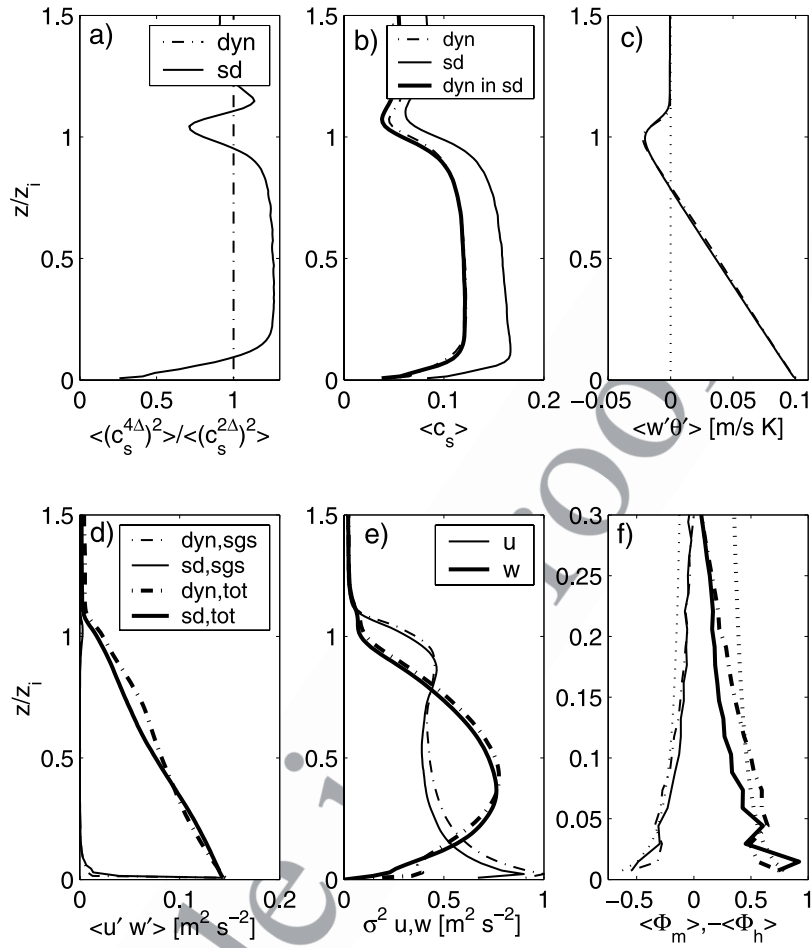 a)
dyn
sd
b)
dyn
sd
dyn in sd
c)
1.5
1
0.5
0
z/z_i
0 0.5 1
<(c_s^{4Δ})^2>/<(c_s^{2Δ})^2>
1.5
1
0.5
0
0 0.1 0.2
<c_s>
1.5
1
0.5
0
−0.05 0 0.05 0.1
<w'θ'> [m/s K]
d)
dyn,sgs
sd,sgs
dyn,tot
sd,tot
e)
u
w
f)
1.5
1
0.5
0
z/z_i
0 0.1 0.2
<u' w'> [m^2 s^{−2}]
1.5
1
0.5
0
0 0.5 1
σ^2 u,w [m^2 s^{−2}]
0.3
0.25
0.2
0.15
0.1
0.05
0
−1 −0.5 0 0.5 1
<Φ_m>,−<Φ_h>